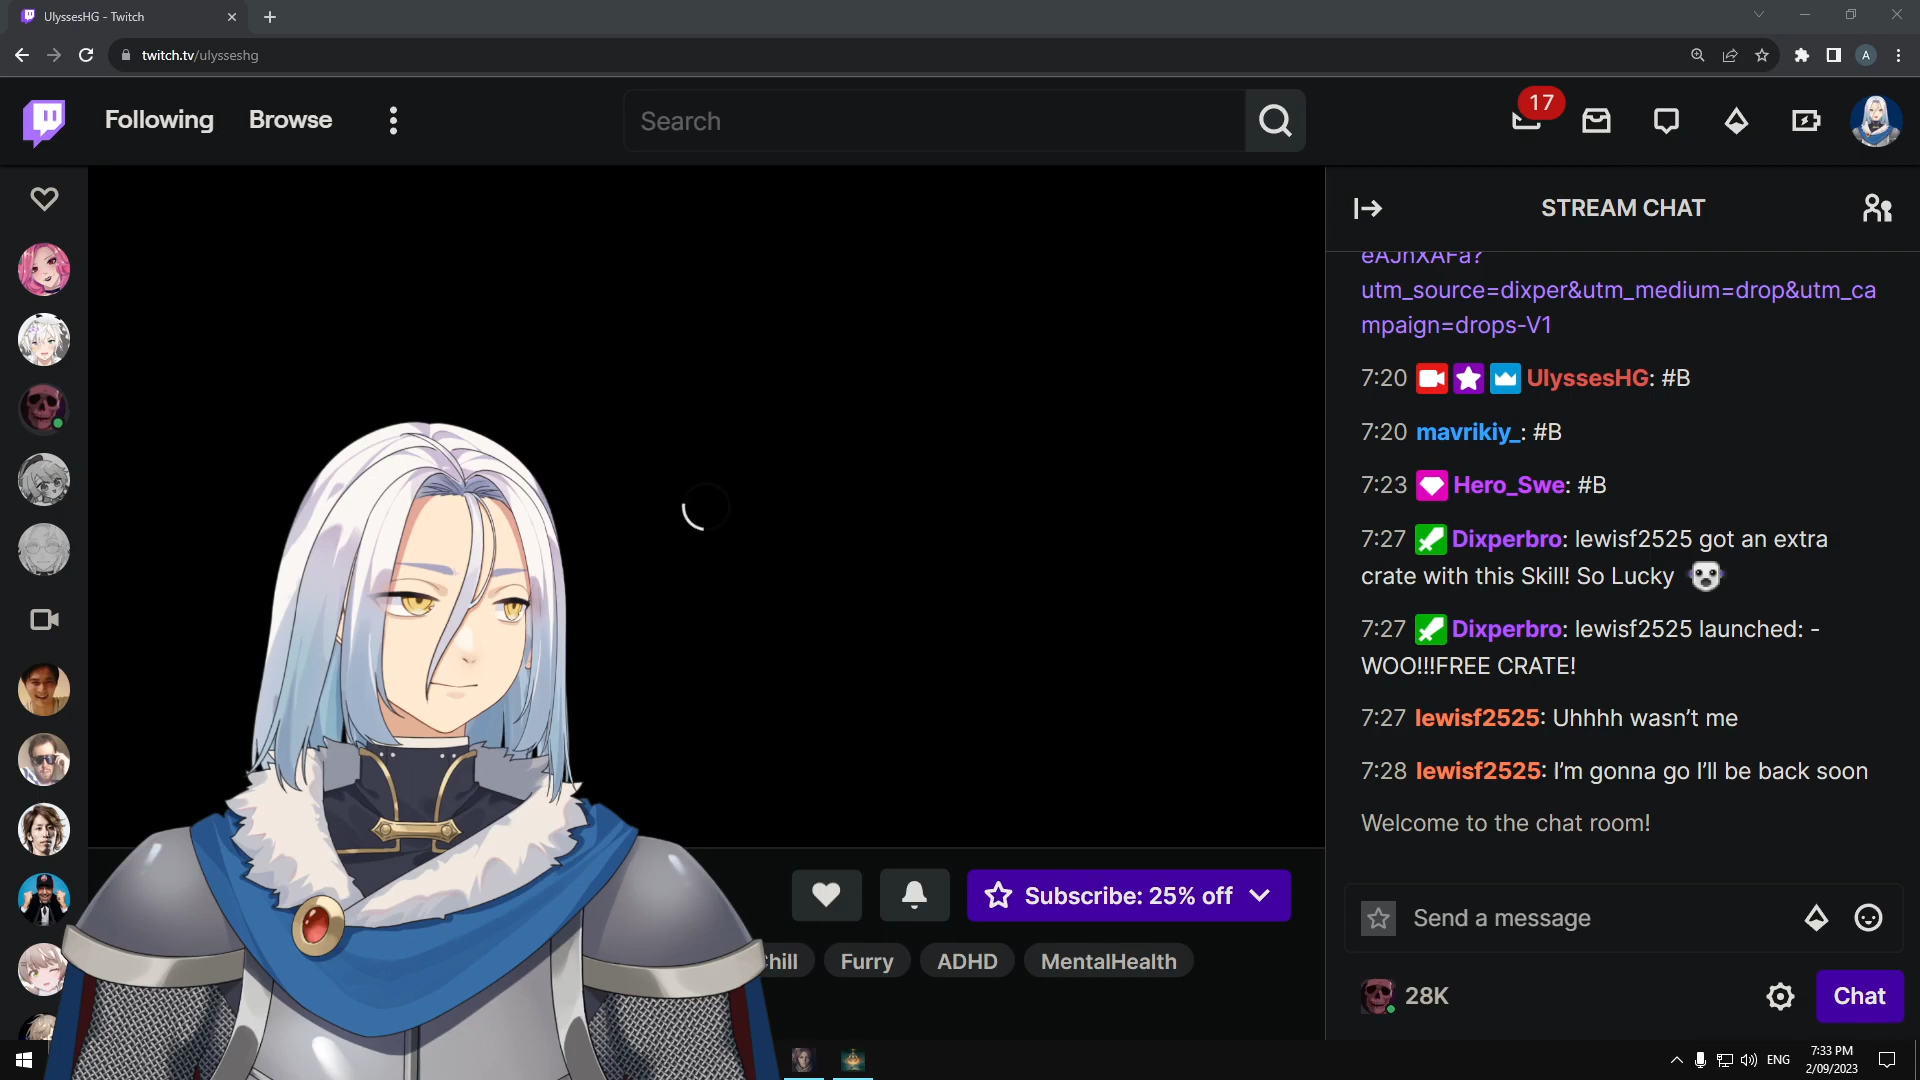 UlyssesHG - Twitch
twitch.tv/ulysseshg
A
Following
Browse
Search
17
STREAM CHAT
utm_source=dixper&utm_medium=drop&utm_ca
mpaign=drops-V1
7:20 UlyssesHG: #B
7:20 mavrikiy_: #B
7:23 Hero_Swe: #B
7:27 Dixperbro: lewisf2525 got an extra
crate with this Skill! So Lucky
7:27 Dixperbro: lewisf2525 launched: -
WOO!!!FREE CRATE!
7:27 lewisf2525: Uhhhh wasn’t me
7:28 lewisf2525: I’m gonna go I’ll be back soon
Welcome to the chat room!
Subscribe: 25% off
Furry
ADHD
MentalHealth
Send a message
28K
Chat
ENG
7:33 PM
2/09/2023